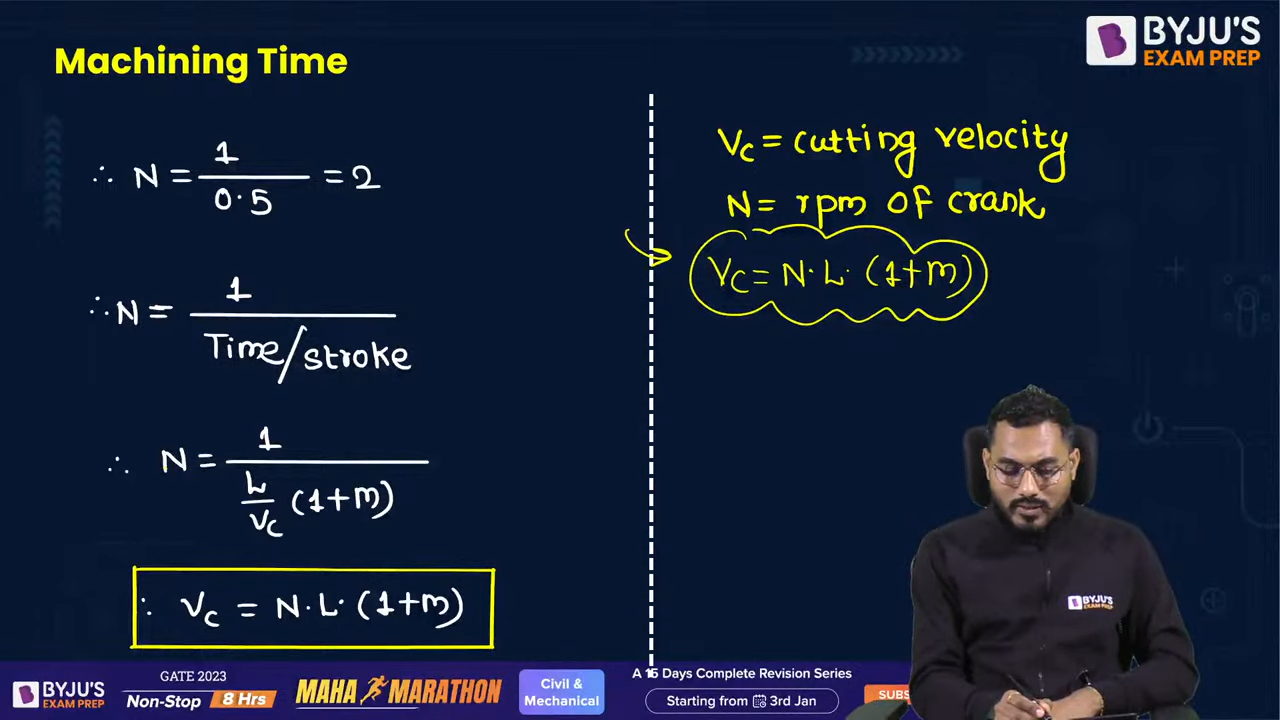 Machining Time
BYJU'S
EXAM PREP
∴ N = 1 / 0.5 = 2
∴ N = 1 / Time/stroke
∴ N = 1 / L/Vc (1+m)
∴ Vc = N·L·(1+m)
Vc = cutting velocity
N = rpm of crank
Vc = N·L·(1+m)
BYJU'S
EXAM PREP
BYJU'S
EXAM PREP
GATE 2023
Non-Stop 8 Hrs
MAHA MARATHON
Civil &
Mechanical
A 15 Days Complete Revision Series
Starting from 3rd Jan
SUBS